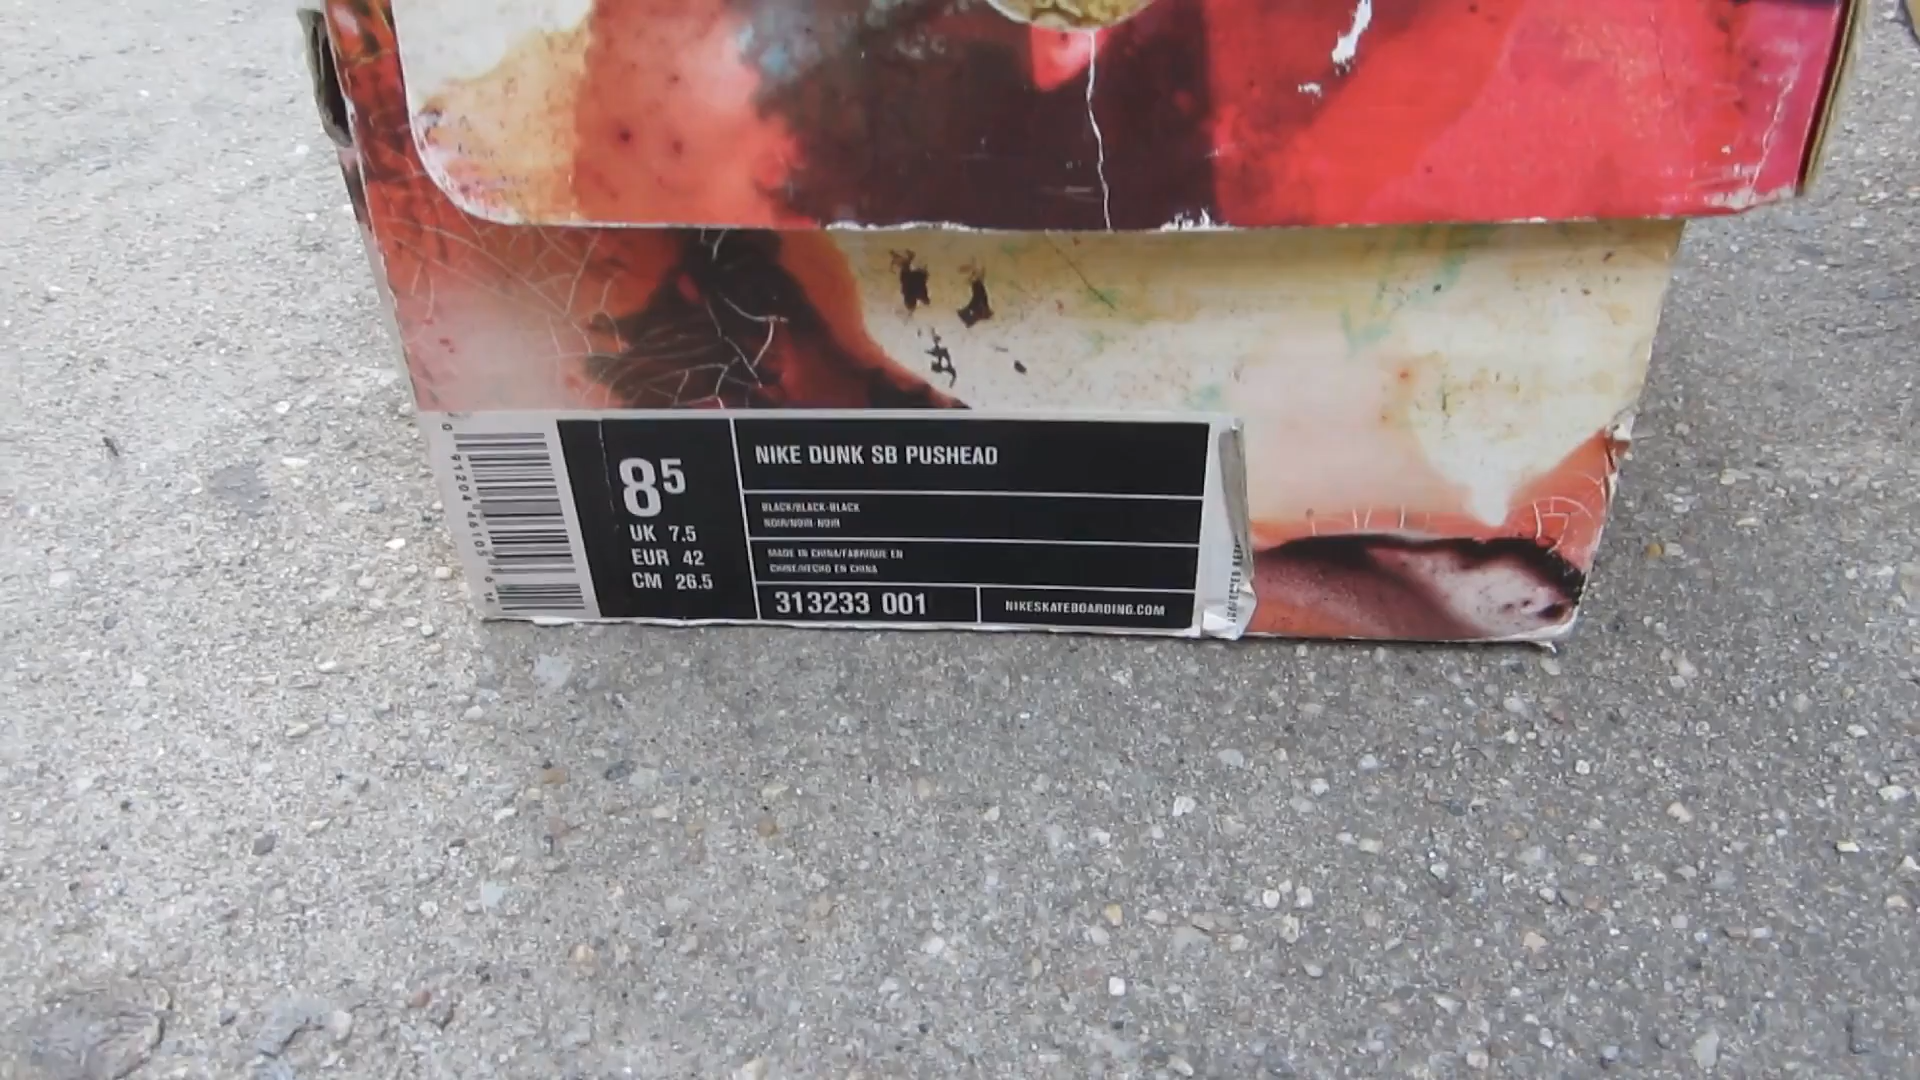 8 5
UK 7.5
EUR 42
CM 26.5
NIKE DUNK SB PUSHEAD
BLACK/BLACK-BLACK
NOIR/NOIR-NOIR
MADE IN CHINA/FABRIQUE EN
CHINE/HECHO EN CHINA
313233 001
NIKESKATEBOARDING.COM